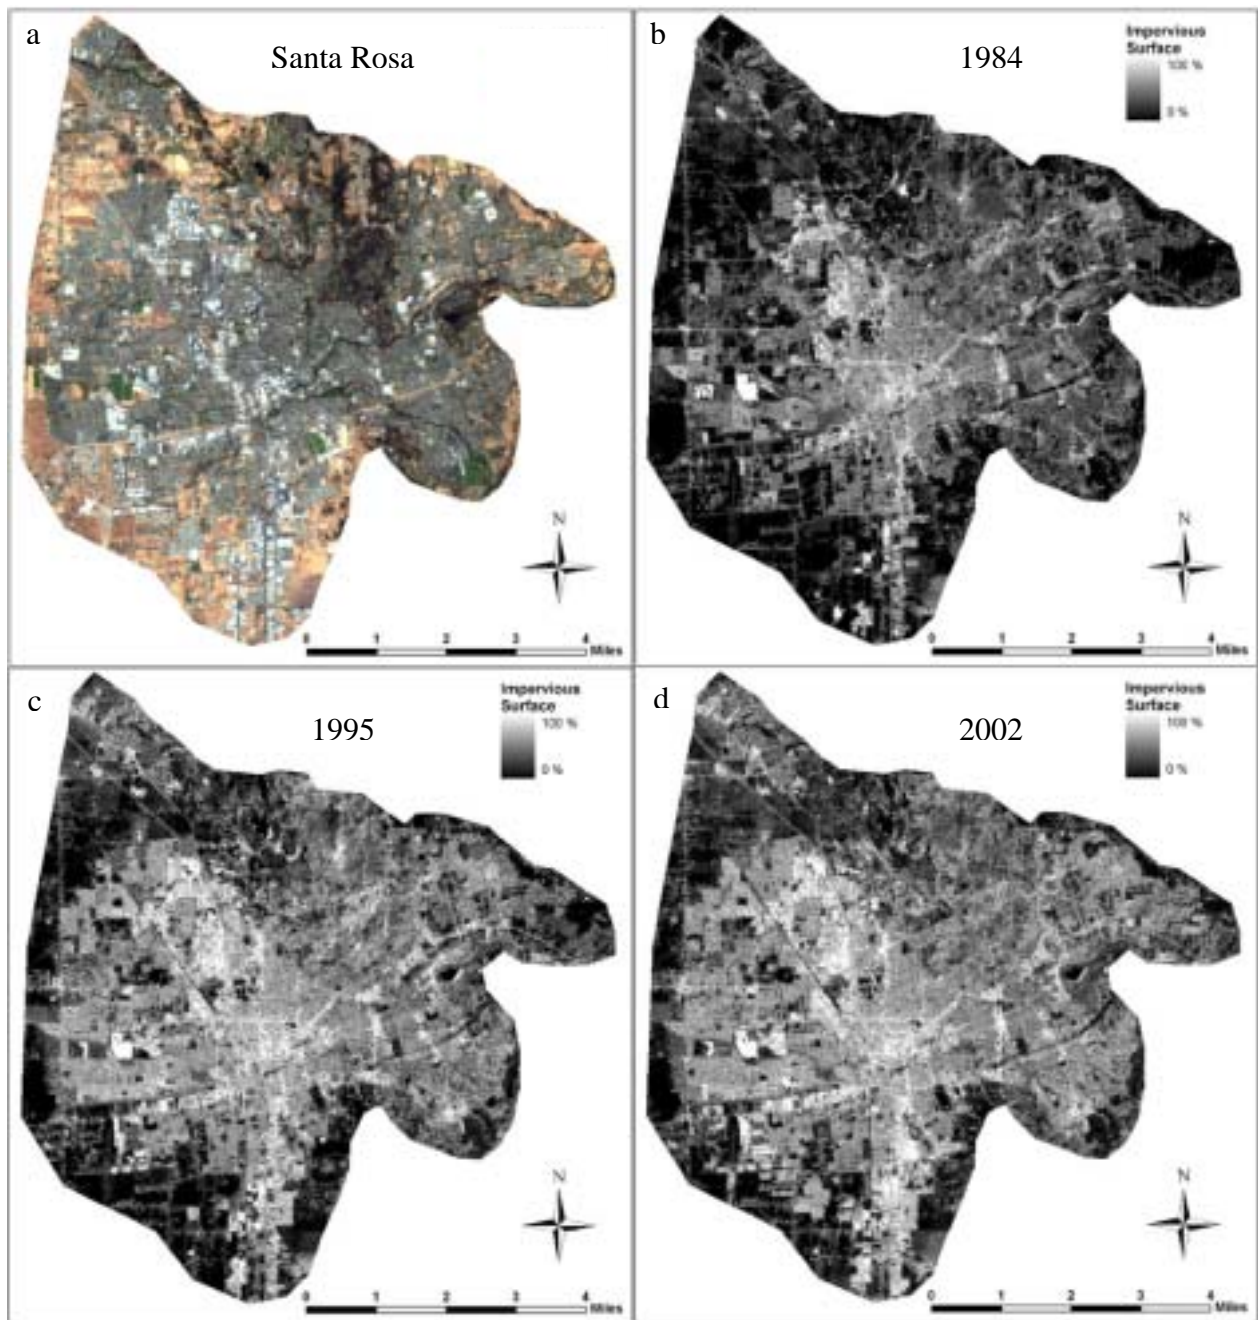 a
Santa Rosa
N
0 1 2 3 4
Miles
b
1984
Impervious
Surface
100 %
0 %
N
0 1 2 3 4
Miles
c
1995
Impervious
Surface
100 %
0 %
N
0 1 2 3 4
Miles
d
2002
Impervious
Surface
100 %
0 %
N
0 1 2 3 4
Miles